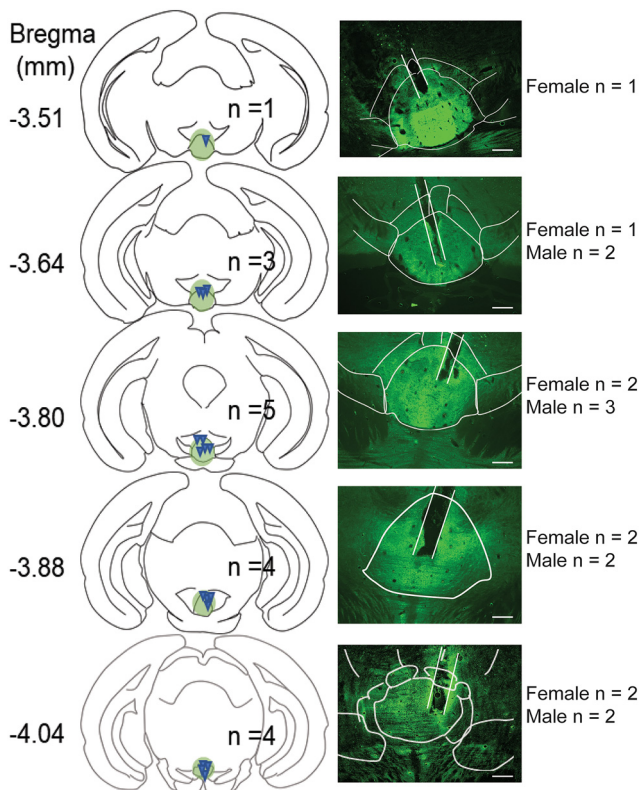 Bregma
(mm)
-3.51
n =1
Female n = 1
-3.64
n =3
Female n = 1
Male n = 2
-3.80
n =5
Female n = 2
Male n = 3
-3.88
n =4
Female n = 2
Male n = 2
-4.04
n =4
Female n = 2
Male n = 2